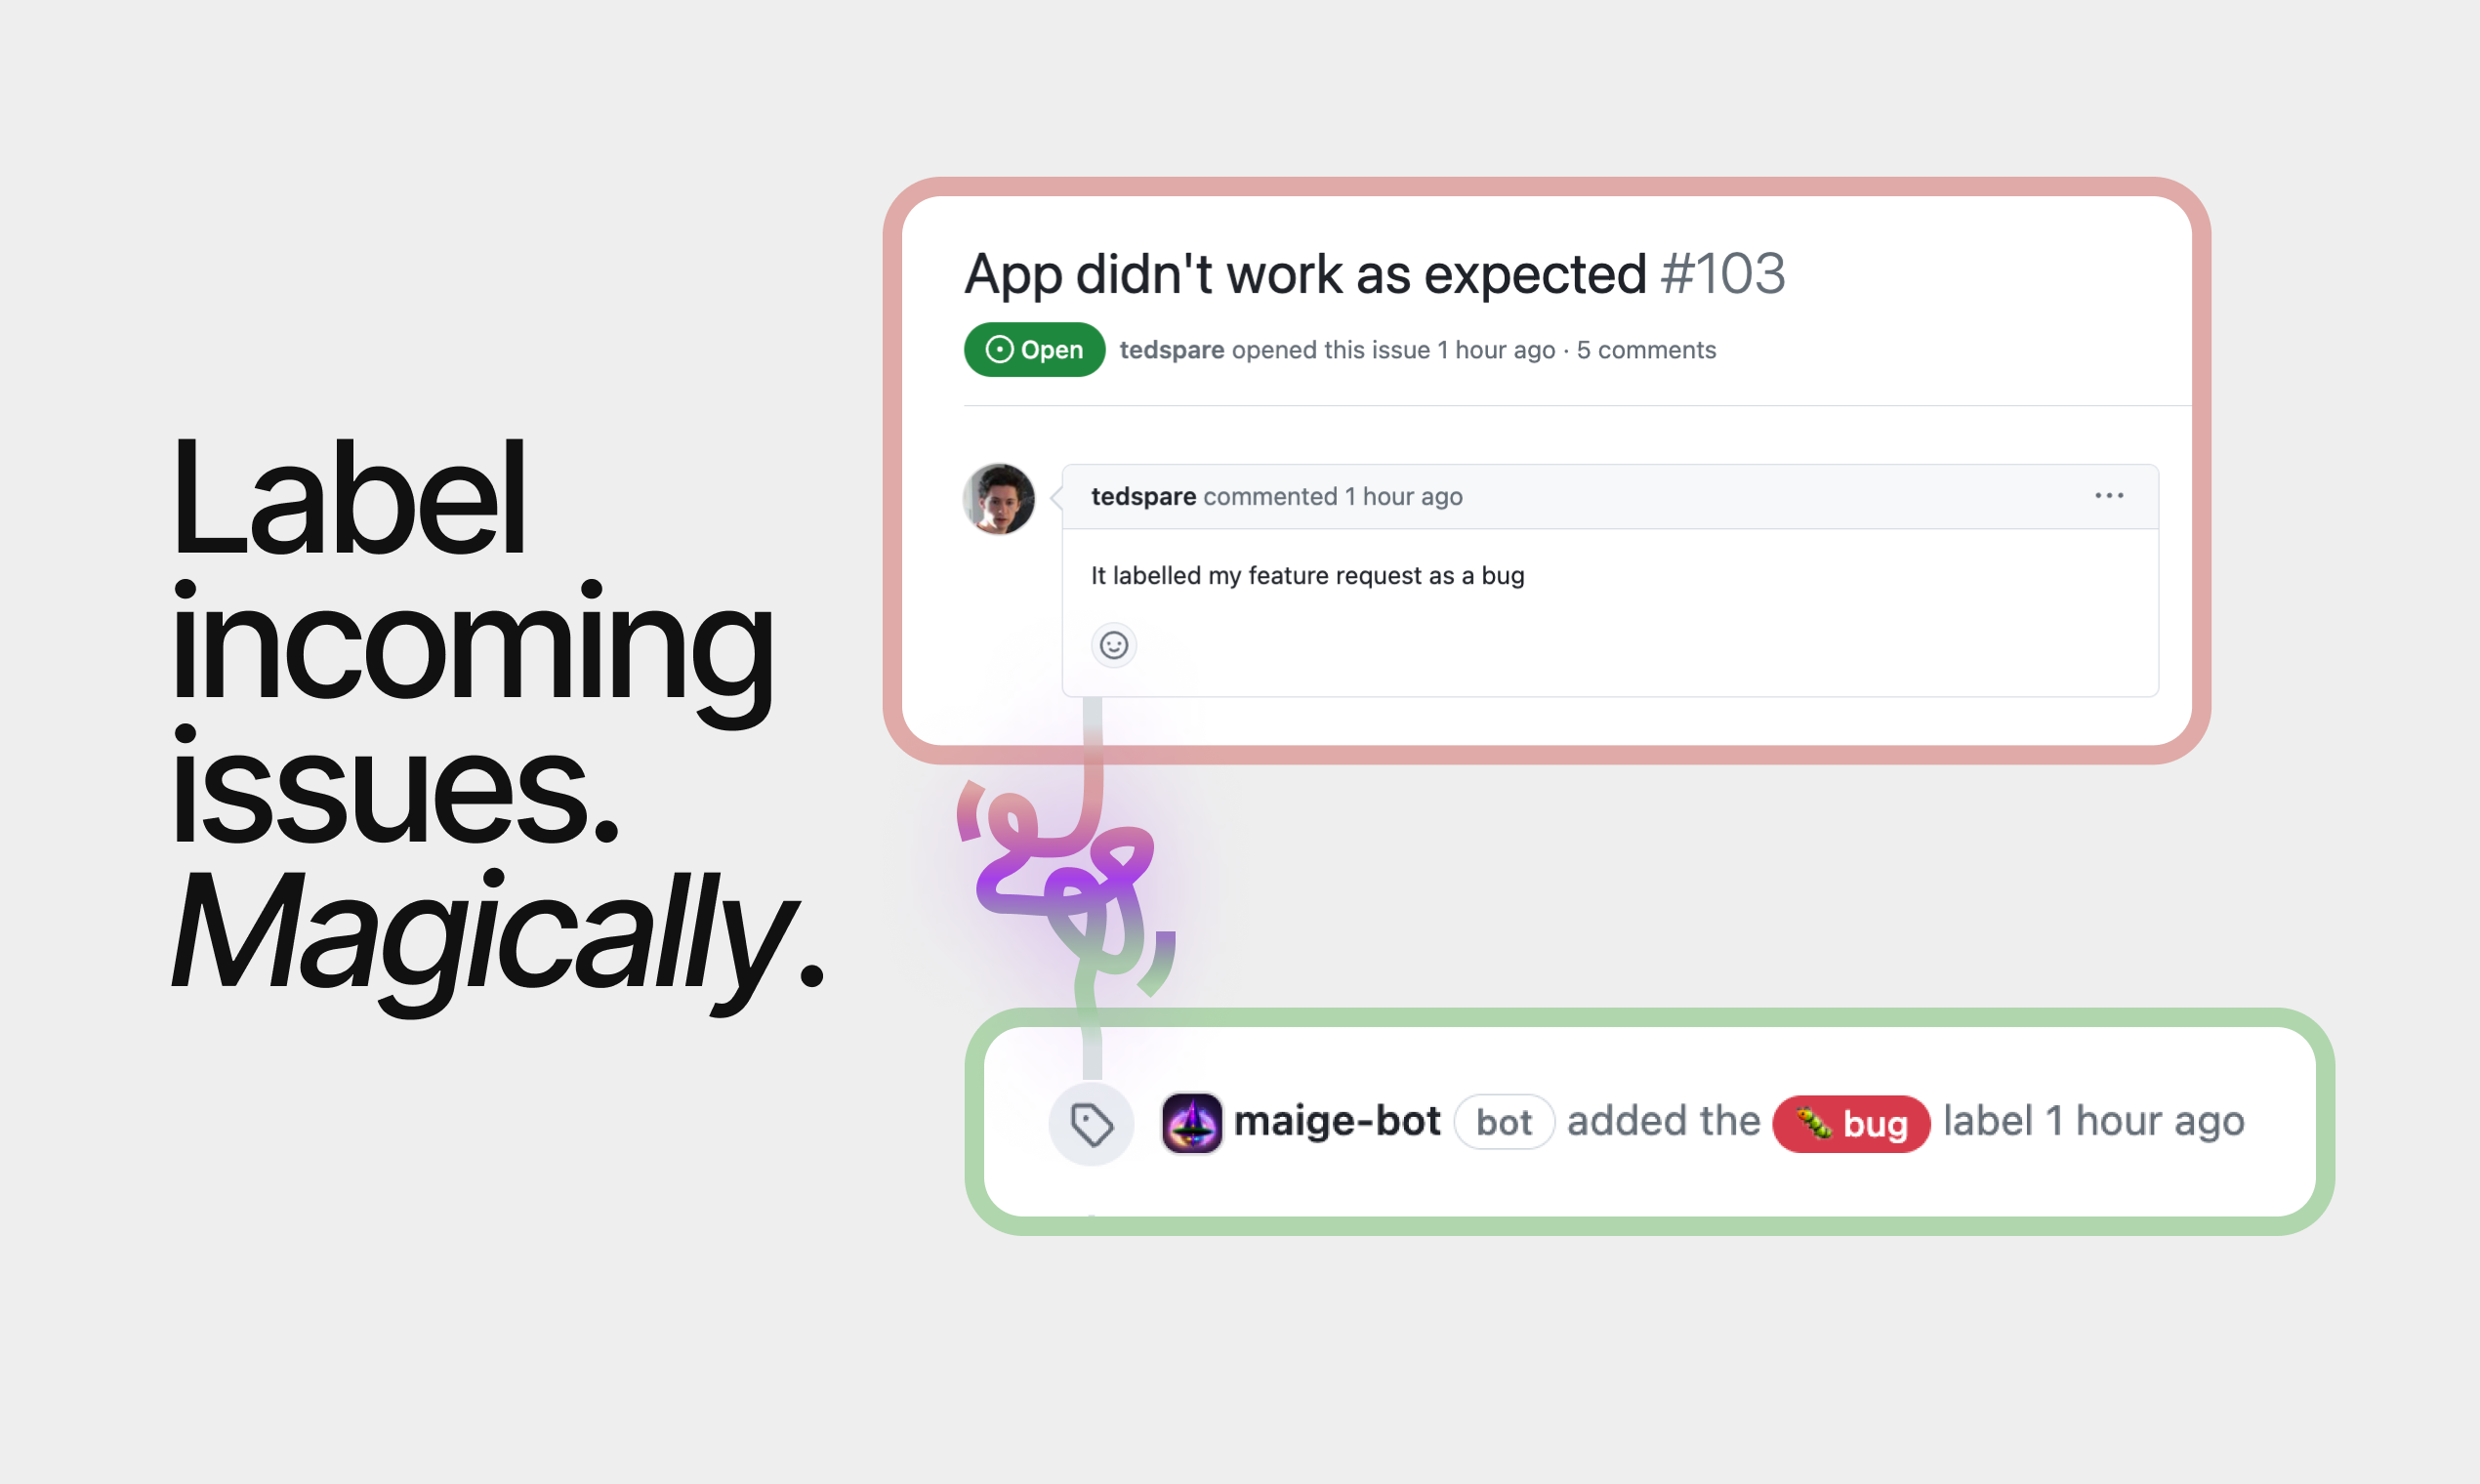 Label
incoming
issues.
Magically.
App didn't work as expected #103
Open tedspare opened this issue 1 hour ago · 5 comments
tedspare commented 1 hour ago
It labelled my feature request as a bug
maige-bot bot added the 🐛 bug label 1 hour ago